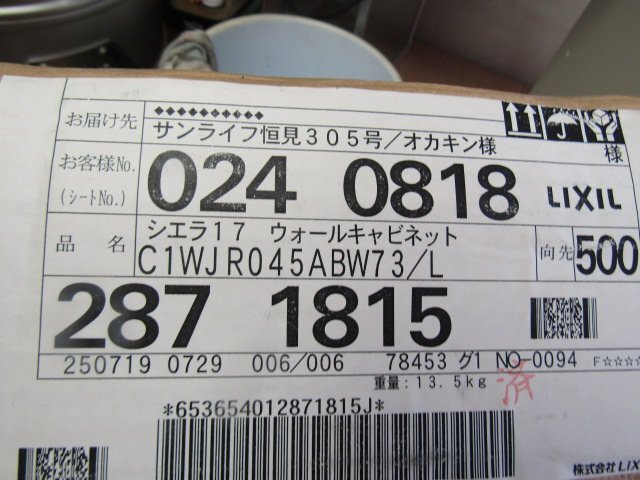 お届け先 ◆◆◆◆◆◆◆◆◆◆
サンライフ恒見305号/オカキン様 様
お客様No. (シートNo.) 024 0818 LIXIL
品 名 シエラ17 ウォールキャビネット 向先 500
C1WJR045ABW73/L
287 1815
250719 0729 006/006 78453 グ1 NO-0094 F☆☆☆☆
重量:13.5kg 済
*653654012871815J*
株式会社LIX